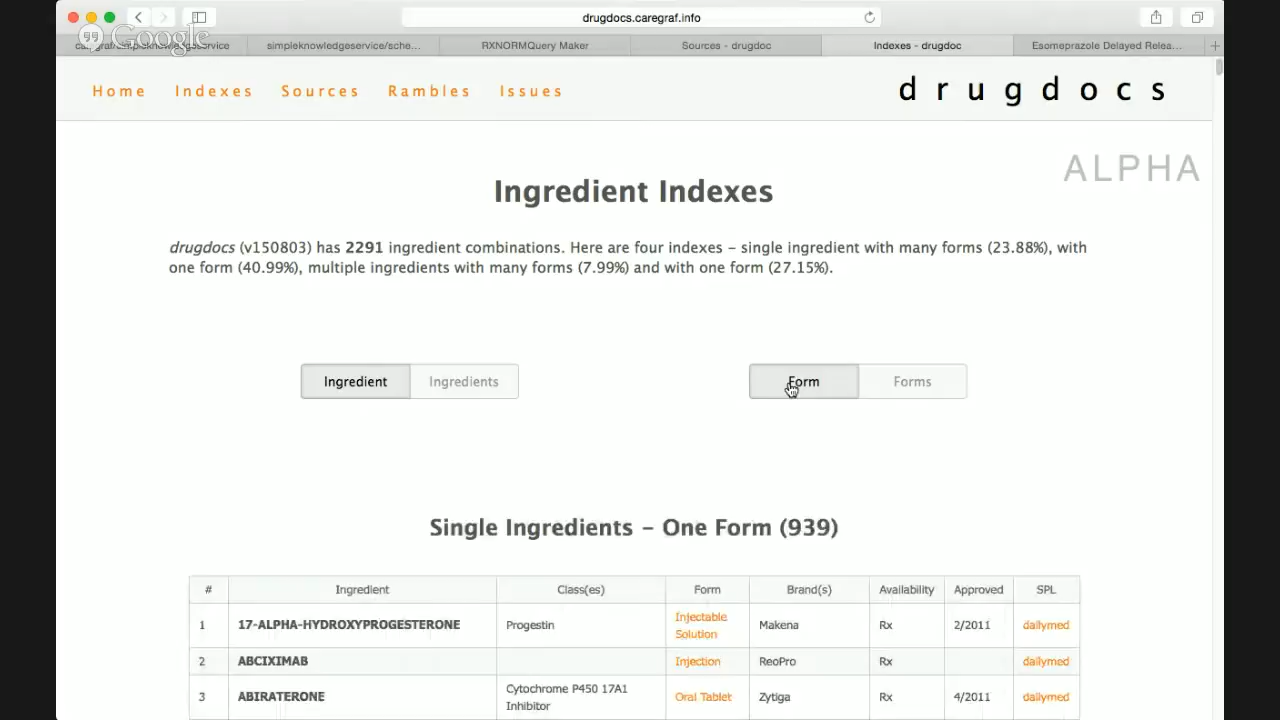 drugdocs.caregraf.info
Google
simpleknowledgeservice/sche...
RXNORMQuery Maker
Sources - drugdoc
Indexes - drugdoc
Esomeprazole Delayed Relea...
Home
Indexes
Sources
Rambles
Issues
drugdocs
ALPHA
Ingredient Indexes
drugdocs (v150803) has 2291 ingredient combinations. Here are four indexes – single ingredient with many forms (23.88%), with
one form (40.99%), multiple ingredients with many forms (7.99%) and with one form (27.15%).
Ingredient
Ingredients
Form
Forms
Single Ingredients – One Form (939)
# Ingredient Class(es) Form Brand(s) Availability Approved SPL
1 17-ALPHA-HYDROXYPROGESTERONE Progestin Injectable Solution Makena Rx 2/2011 dailymed
2 ABCIXIMAB Injection ReoPro Rx dailymed
3 ABIRATERONE Cytochrome P450 17A1 Inhibitor Oral Tablet Zytiga Rx 4/2011 dailymed